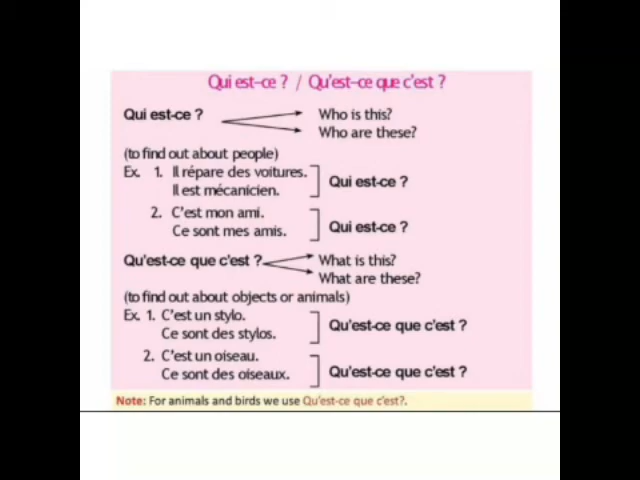 Qui est-ce ? / Qu'est-ce que c'est ?
Qui est-ce ? Who is this?
Who are these?
(to find out about people)
Ex. 1. Il répare des voitures.
Il est mécanicien. Qui est-ce ?
2. C'est mon ami.
Ce sont mes amis. Qui est-ce ?
Qu'est-ce que c'est ? What is this?
What are these?
(to find out about objects or animals)
Ex. 1. C'est un stylo.
Ce sont des stylos. Qu'est-ce que c'est ?
2. C'est un oiseau.
Ce sont des oiseaux. Qu'est-ce que c'est ?
Note: For animals and birds we use Qu'est-ce que c'est?.